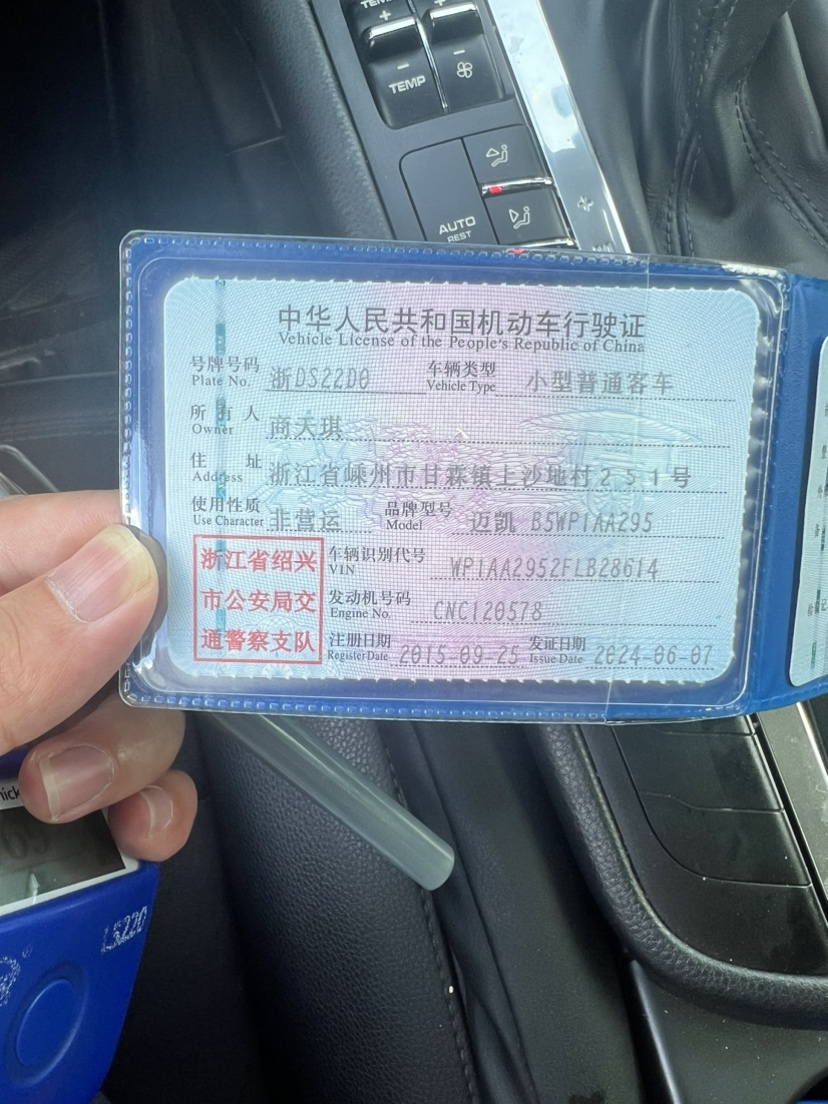 TEMP
TEMP
AUTO
REST
中华人民共和国机动车行驶证
Vehicle License of the People's Republic of China
号牌号码 浙DS22D0 车辆类型 小型普通客车
Plate No. Vehicle Type
所有人 商天琪
Owner
住址 浙江省嵊州市甘霖镇上沙地村251号
Address
使用性质 非营运 品牌型号 迈凯 B5WP1AA295
Use Character Model
浙江省绍兴
市公安局交
通警察支队
车辆识别代号 WP1AA2952FLB28614
VIN
发动机号码 CNC120578
Engine No.
注册日期 2015-09-25 发证日期 2024-06-07
Register Date Issue Date
LS220